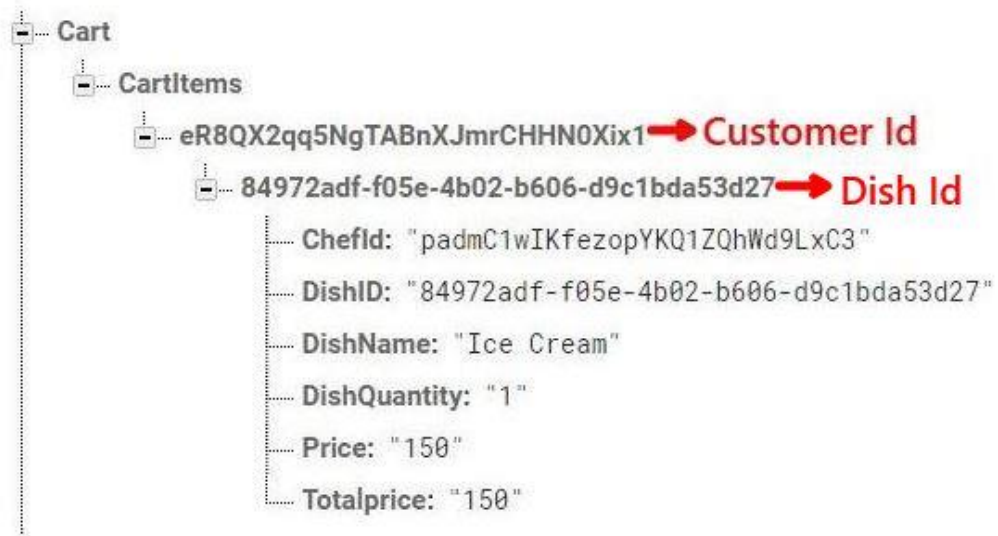 Cart
CartItems
eR8QX2qq5NgTABnXJmrCHHN0Xix1 Customer Id
84972adf-f05e-4b02-b606-d9c1bda53d27 Dish Id
ChefId: "padmC1wIKfezopYKQ1ZQhWd9LxC3"
DishID: "84972adf-f05e-4b02-b606-d9c1bda53d27"
DishName: "Ice Cream"
DishQuantity: "1"
Price: "150"
Totalprice: "150"